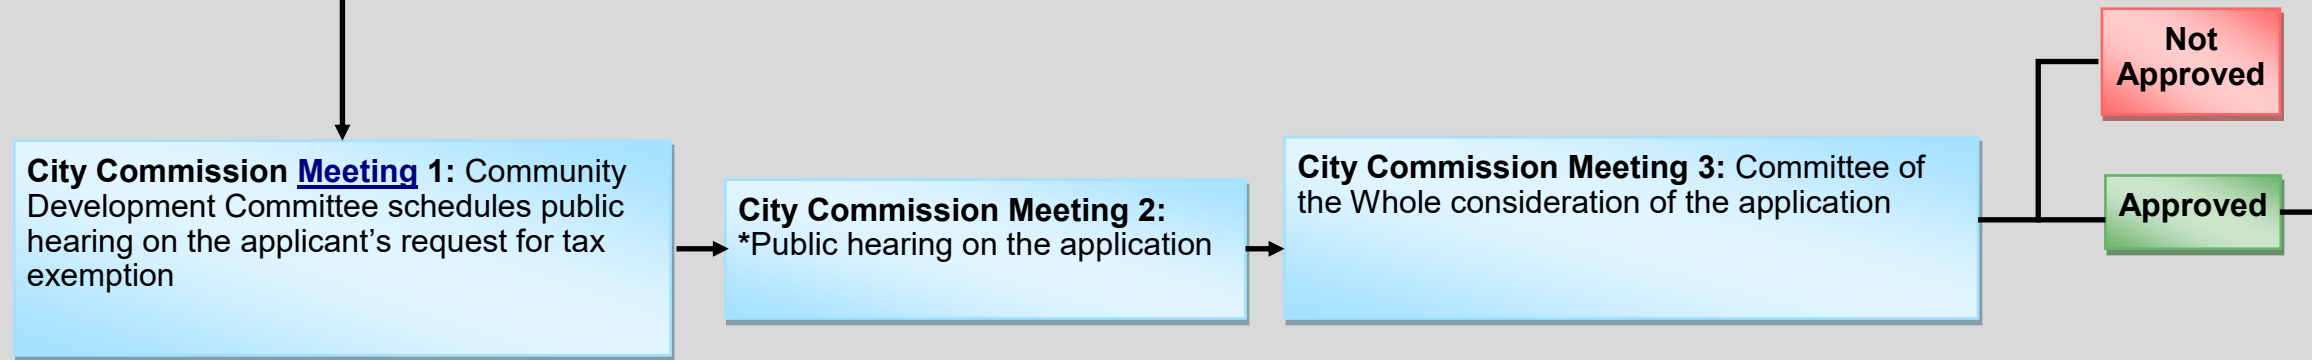 City Commission Meeting 1: Community
Development Committee schedules public
hearing on the applicant’s request for tax
exemption
City Commission Meeting 2:
*Public hearing on the application
City Commission Meeting 3: Committee of
the Whole consideration of the application
Not
Approved
Approved